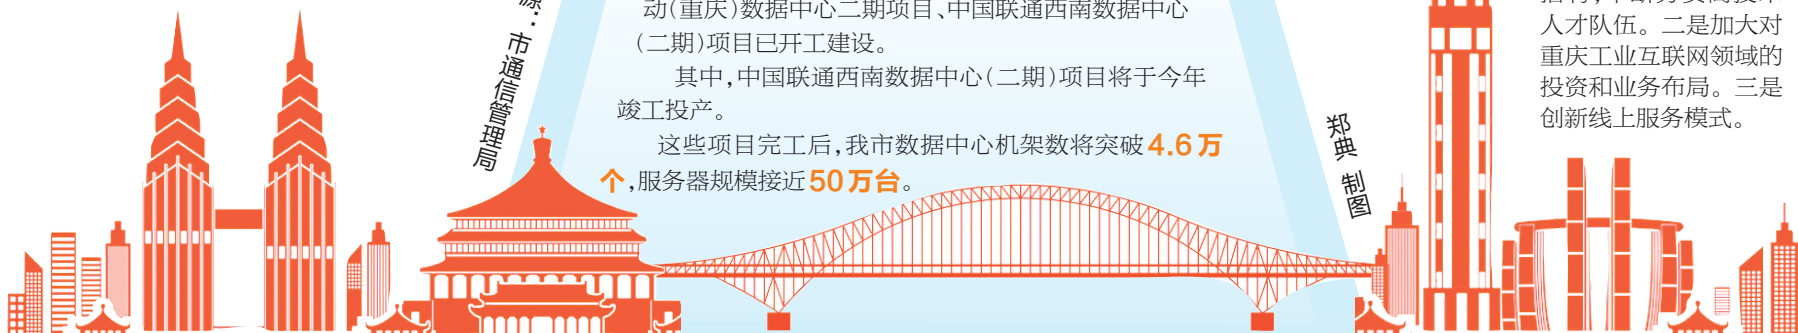 源：市通信管理局
动（重庆）数据中心二期项目、中国联通西南数据中心
（二期）项目已开工建设。
其中，中国联通西南数据中心（二期）项目将于今年
竣工投产。
这些项目完工后，我市数据中心机架数将突破4.6万
个，服务器规模接近50万台。
郑典 制图
人才队伍。二是加大对
重庆工业互联网领域的
投资和业务布局。三是
创新线上服务模式。